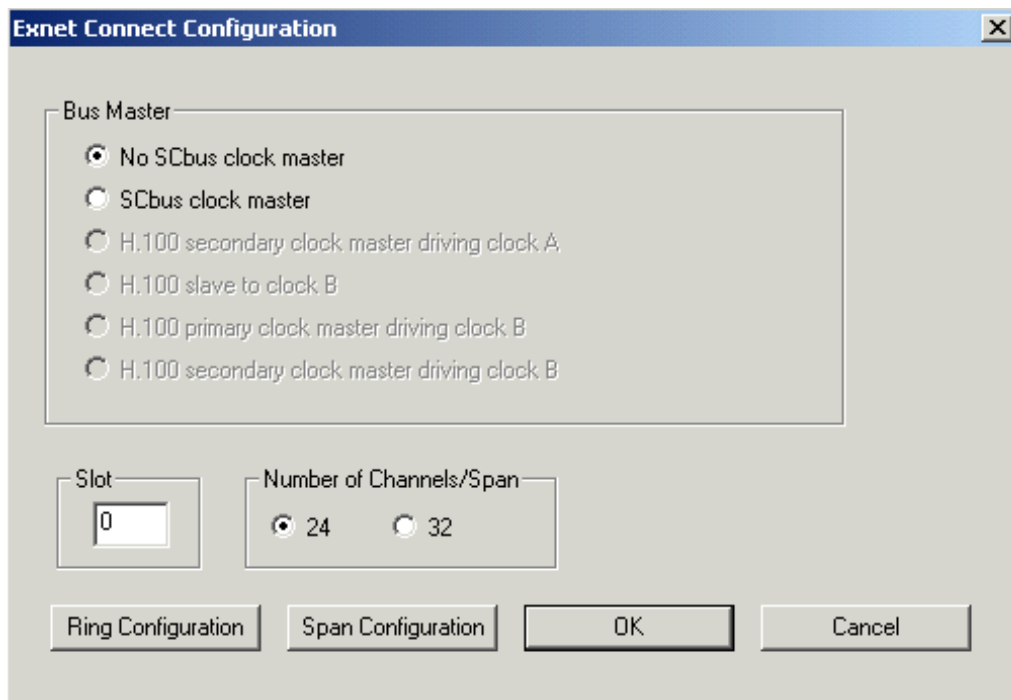 Exnet Connect Configuration
Bus Master
No SCbus clock master
SCbus clock master
H.100 secondary clock master driving clock A
H.100 slave to clock B
H.100 primary clock master driving clock B
H.100 secondary clock master driving clock B
Slot
0
Number of Channels/Span
24 32
Ring Configuration Span Configuration OK Cancel